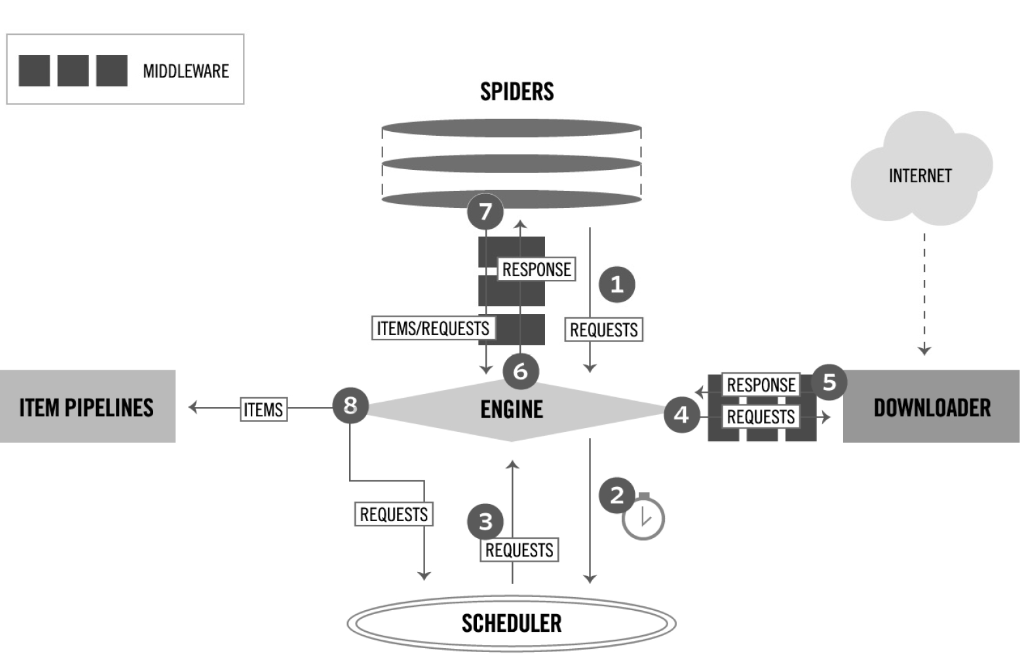 MIDDLEWARE
SPIDERS
INTERNET
7
RESPONSE
1
ITEMS/REQUESTS
REQUESTS
6
RESPONSE
5
ITEM PIPELINES
ITEMS
8
ENGINE
4
REQUESTS
DOWNLOADER
2
REQUESTS
3
REQUESTS
SCHEDULER